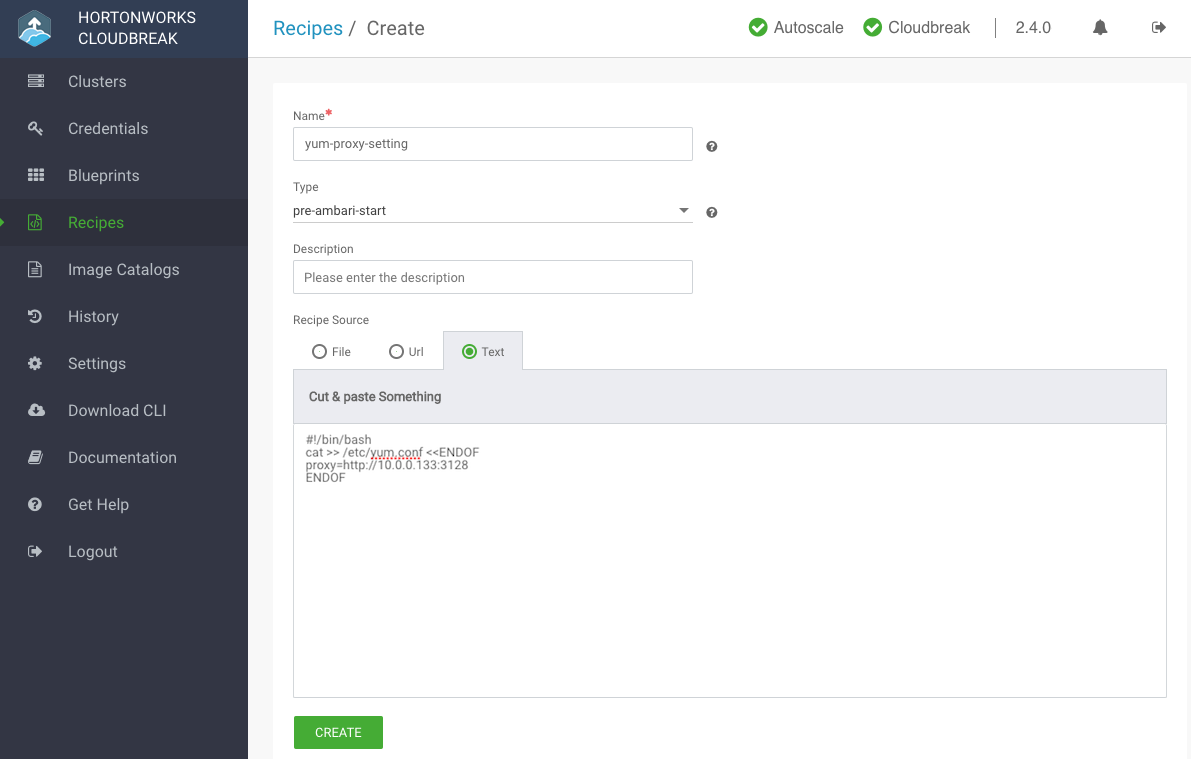 HORTONWORKS
CLOUDBREAK
Clusters
Credentials
Blueprints
Recipes
Image Catalogs
History
Settings
Download CLI
Documentation
Get Help
Logout
Recipes / Create
Autoscale Cloudbreak 2.4.0
Name*
yum-proxy-setting
Type
pre-ambari-start
Description
Please enter the description
Recipe Source
File Url Text
Cut & paste Something
#!/bin/bash
cat >> /etc/yum.conf <<ENDOF
proxy=http://10.0.0.133:3128
ENDOF
CREATE